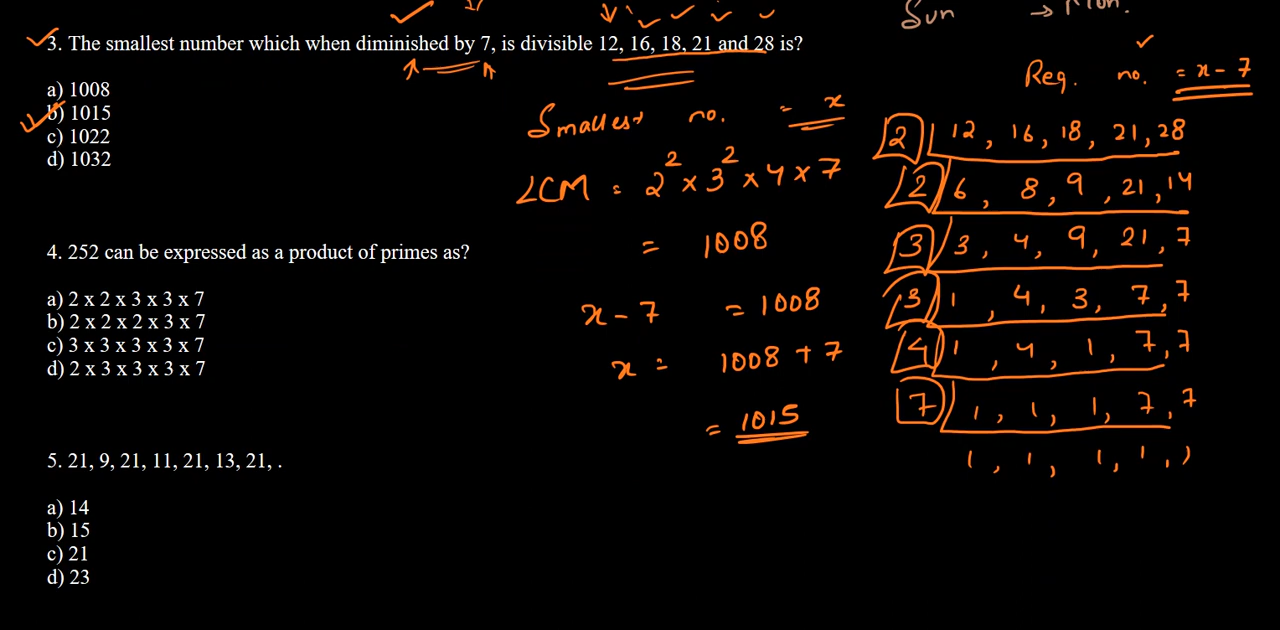 Sun → Mon.
3. The smallest number which when diminished by 7, is divisible 12, 16, 18, 21 and 28 is?
Req. no. = x - 7
a) 1008
b) 1015
c) 1022
d) 1032
Smallest no. = x
LCM = 2² × 3² × 4 × 7
= 1008
x - 7 = 1008
x = 1008 + 7
= 1015
2 | 12, 16, 18, 21, 28
2 | 6, 8, 9, 21, 14
3 | 3, 4, 9, 21, 7
3 | 1, 4, 3, 7, 7
4 | 1, 4, 1, 7, 7
7 | 1, 1, 1, 7, 7
1, 1, 1, 1, 1
4. 252 can be expressed as a product of primes as?
a) 2 x 2 x 3 x 3 x 7
b) 2 x 2 x 2 x 3 x 7
c) 3 x 3 x 3 x 3 x 7
d) 2 x 3 x 3 x 3 x 7
5. 21, 9, 21, 11, 21, 13, 21, .
a) 14
b) 15
c) 21
d) 23